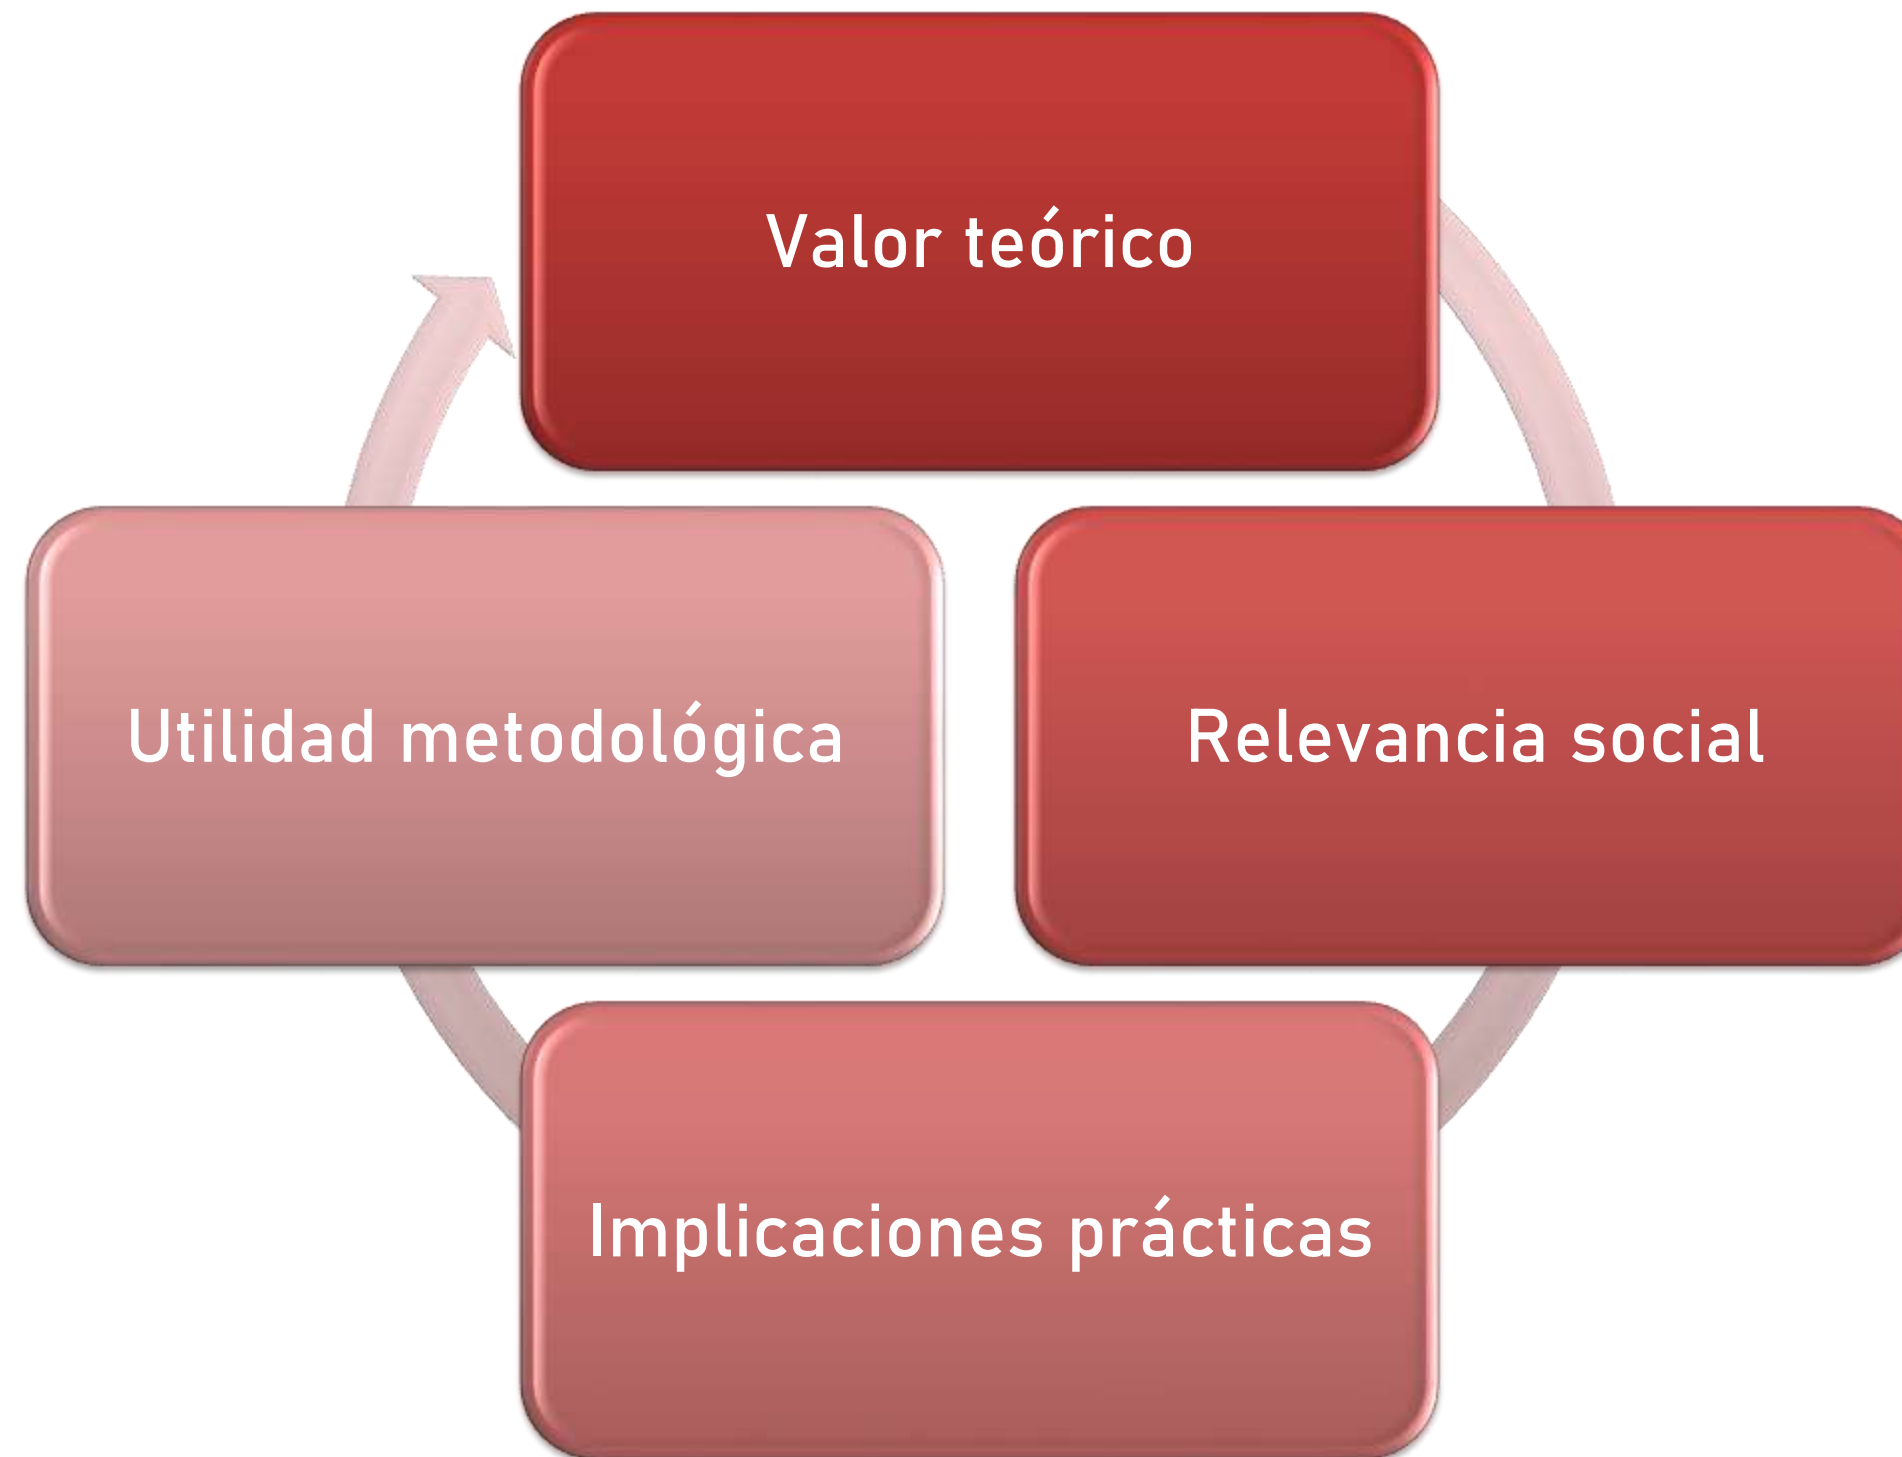 Valor teórico
Utilidad metodológica
Relevancia social
Implicaciones prácticas